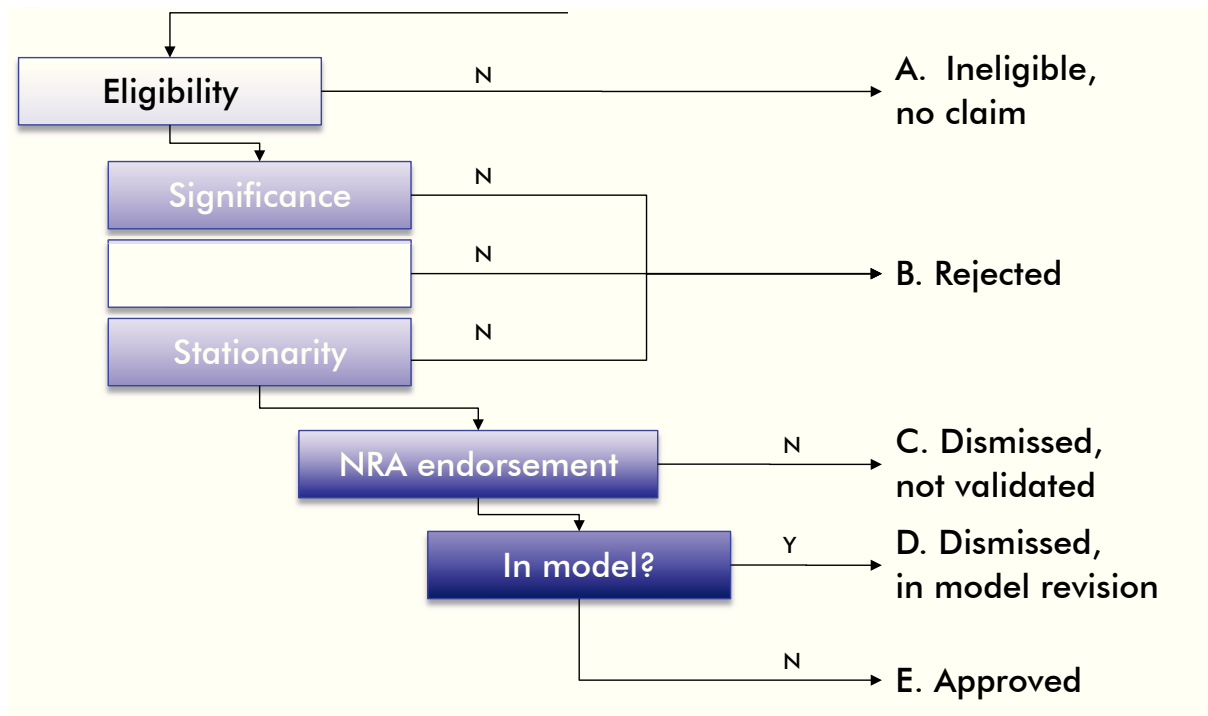 N
A. Ineligible,
no claim
Eligibility
N
Significance
N
B. Rejected
N
Stationarity
C. Dismissed,
not validated
N
NRA endorsement
D. Dismissed,
in model revision
Y
In model?
N
E. Approved